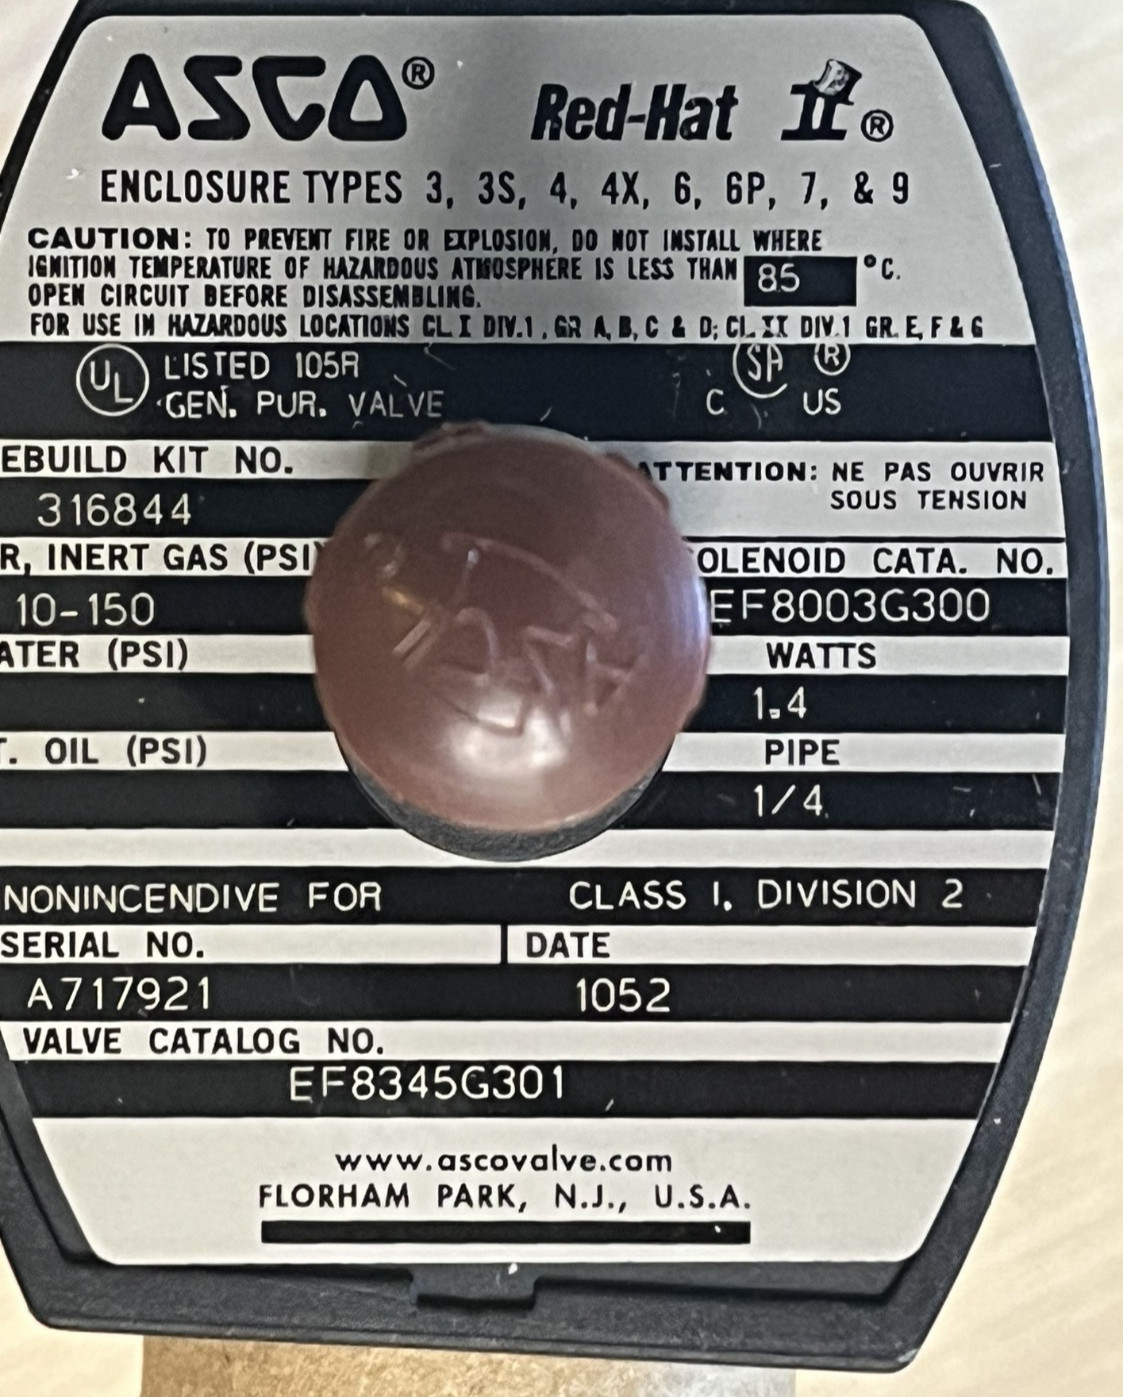 ASCO® Red-Hat II®
ENCLOSURE TYPES 3, 3S, 4, 4X, 6, 6P, 7, & 9
CAUTION: TO PREVENT FIRE OR EXPLOSION, DO NOT INSTALL WHERE
IGNITION TEMPERATURE OF HAZARDOUS ATMOSPHERE IS LESS THAN 85 °C.
OPEN CIRCUIT BEFORE DISASSEMBLING.
FOR USE IN HAZARDOUS LOCATIONS CL.I DIV.1, GR A, B, C & D; CL.II DIV.1 GR. E, F & G
UL LISTED 105A
GEN. PUR. VALVE
C SA ® US
EBUILD KIT NO.
316844
ATTENTION: NE PAS OUVRIR
SOUS TENSION
R, INERT GAS (PSI)
10-150
OLENOID CATA. NO.
EF8003G300
ATER (PSI)
WATTS
1.4
T. OIL (PSI)
PIPE
1/4
NONINCENDIVE FOR CLASS I, DIVISION 2
SERIAL NO.
A717921
DATE
1052
VALVE CATALOG NO.
EF8345G301
www.ascovalve.com
FLORHAM PARK, N.J., U.S.A.